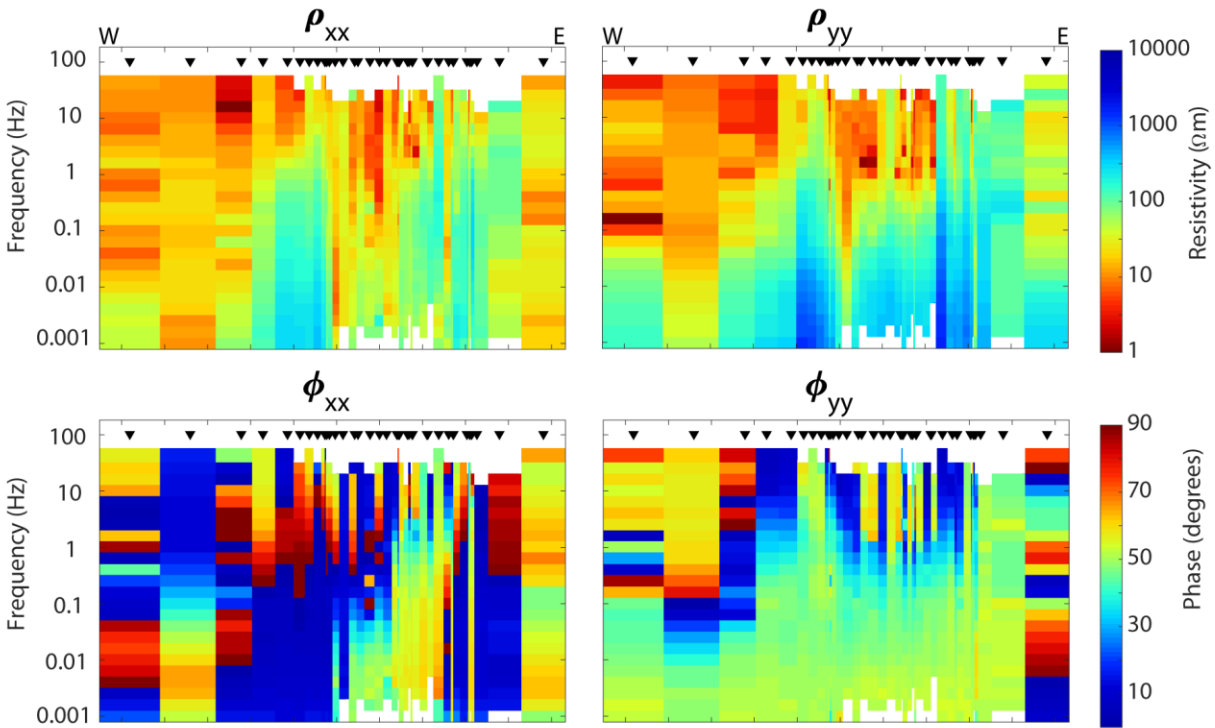 ρxx
ρyy
W
E
W
E
100
10
1
0.1
0.01
0.001
Frequency (Hz)
10000
1000
100
10
1
Resistivity (Ωm)
ϕxx
ϕyy
100
10
1
0.1
0.01
0.001
Frequency (Hz)
90
70
50
30
10
Phase (degrees)